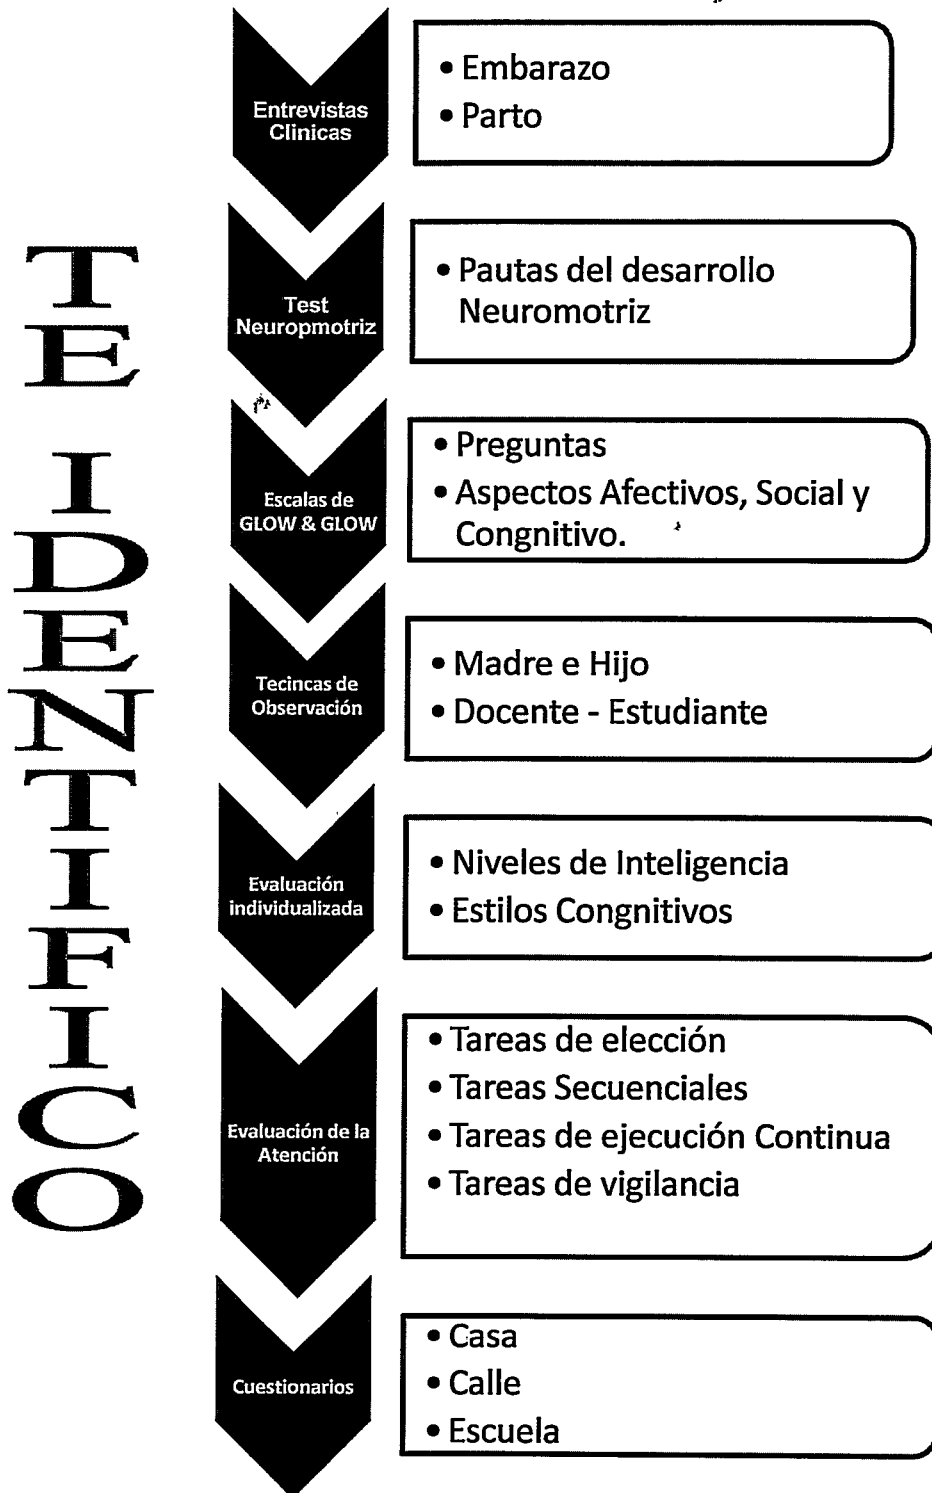 TE IDENTIFICO
Entrevistas
Clinicas
• Embarazo
• Parto
Test
Neuropmotriz
• Pautas del desarrollo
Neuromotriz
Escalas de
GLOW & GLOW
• Preguntas
• Aspectos Afectivos, Social y
Congnitivo.
Tecincas de
Observación
• Madre e Hijo
• Docente - Estudiante
Evaluación
individualizada
• Niveles de Inteligencia
• Estilos Congnitivos
Evaluación de la
Atención
• Tareas de elección
• Tareas Secuenciales
• Tareas de ejecución Continua
• Tareas de vigilancia
Cuestionarios
• Casa
• Calle
• Escuela